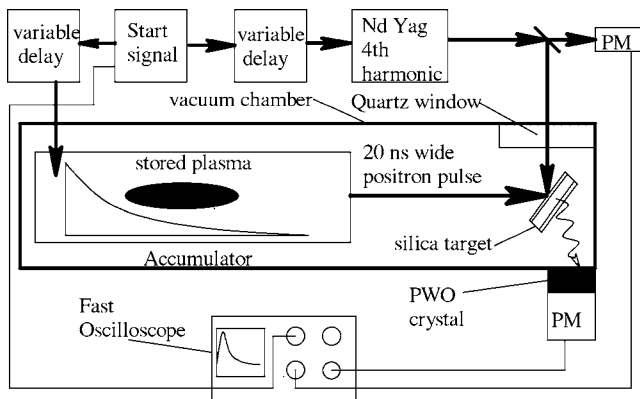 variable
delay
Start
signal
variable
delay
Nd Yag
4th
harmonic
PM
vacuum chamber
Quartz window
stored plasma
20 ns wide
positron pulse
silica target
Accumulator
PWO
crystal
Fast
Oscilloscope
PM